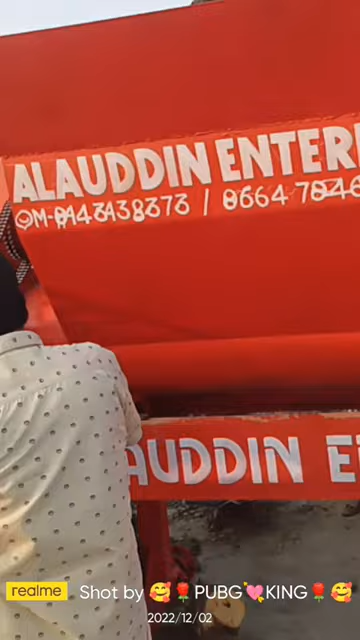 ALAUDDIN ENTER
AUDDIN E
realme Shot by 🥰🌹PUBG💘KING🌹🥰
2022/12/02